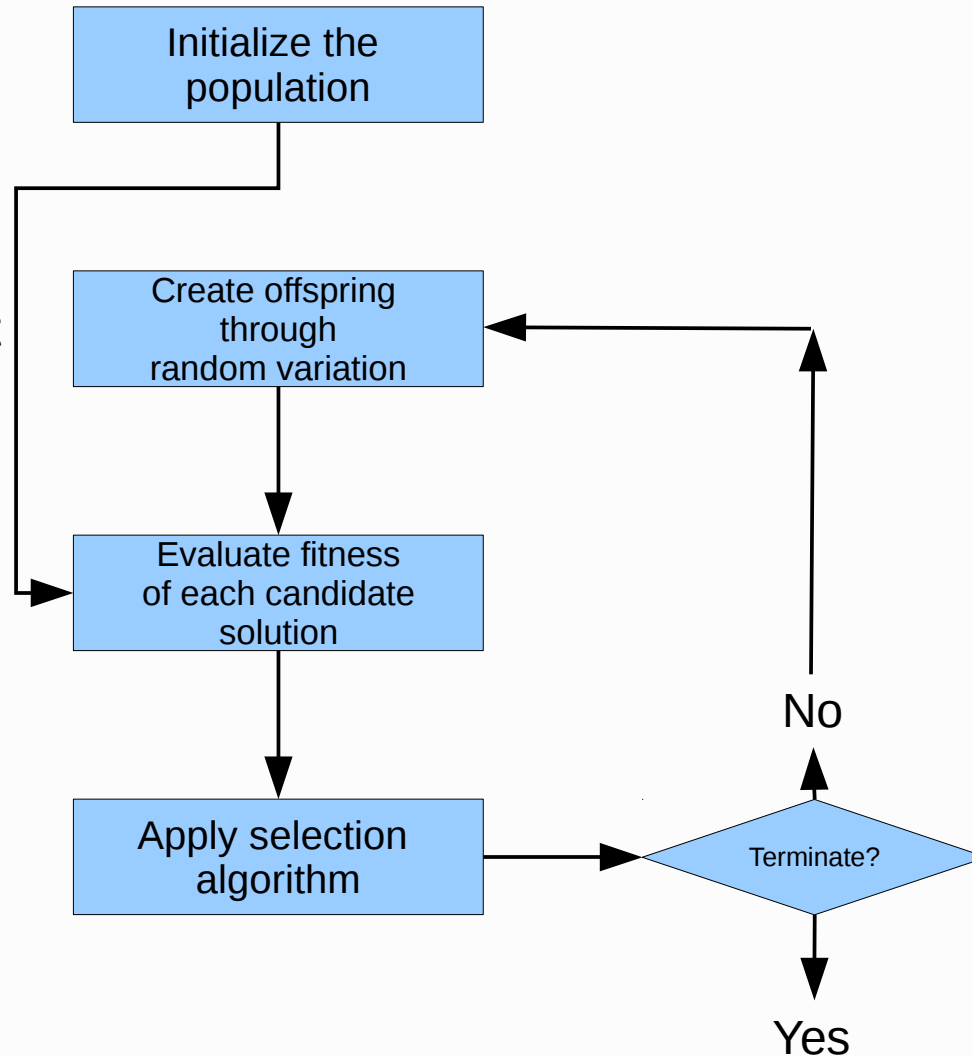 Initialize the
population
Create offspring
through
random variation
Evaluate fitness
of each candidate
solution
No
Apply selection
algorithm
Terminate?
Yes